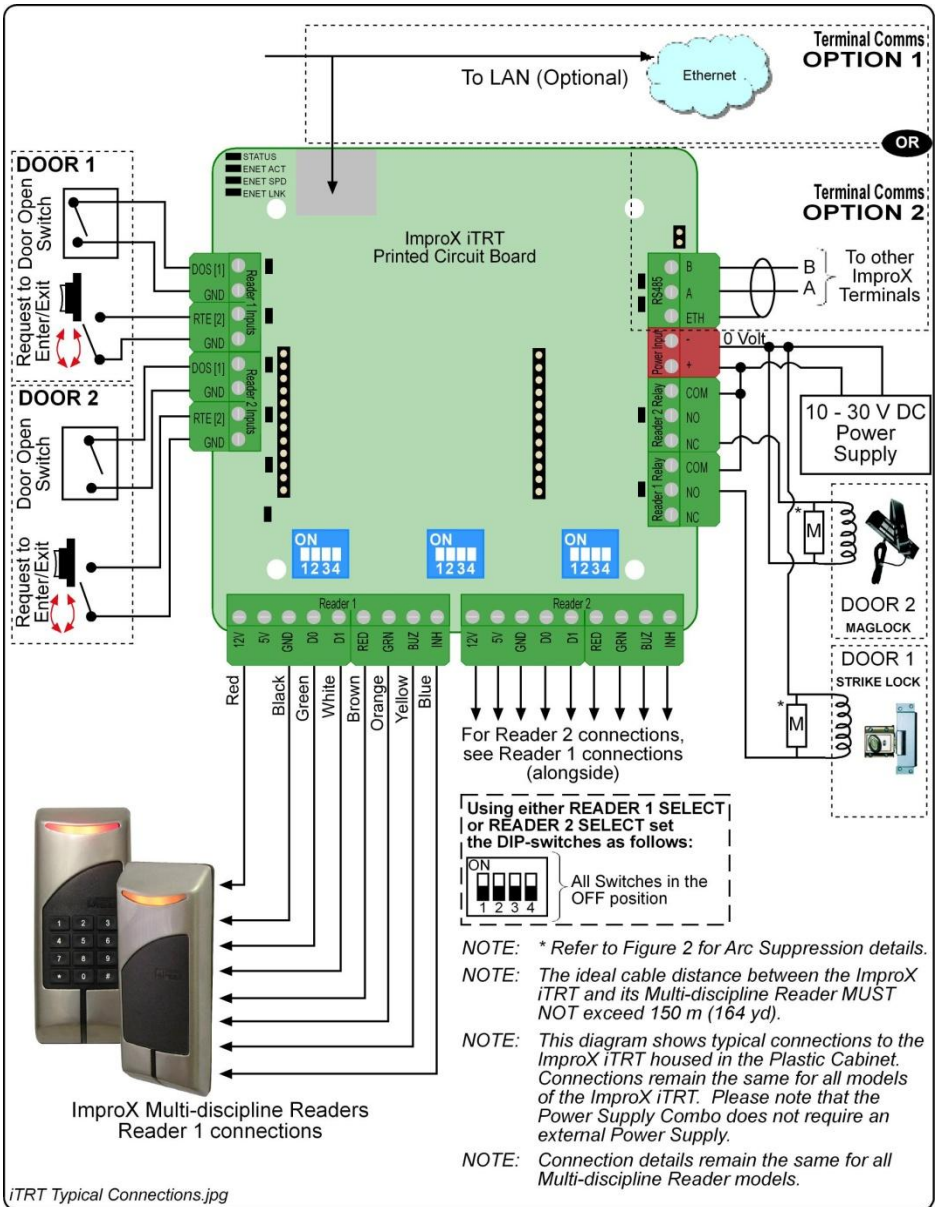 Terminal Comms
OPTION 1
To LAN (Optional)
Ethernet
OR
Terminal Comms
OPTION 2
DOOR 1
Door Open
Switch
Request to
Enter/Exit
DOOR 2
Door Open
Switch
Request to
Enter/Exit
STATUS
ENET ACT
ENET SPD
ENET LNK
ImproX iTRT
Printed Circuit Board
DOS [1]
GND
RTE [2]
GND
Reader 1 Inputs
DOS [1]
GND
RTE [2]
GND
Reader 2 Inputs
RS485
B
A
ETH
B
A
To other
ImproX
Terminals
Power Input
-
+
0 Volt
10 - 30 V DC
Power
Supply
Reader 2 Relay
COM
NO
NC
Reader 1 Relay
COM
NO
NC
* M
DOOR 2
MAGLOCK
* M
DOOR 1
STRIKE LOCK
ON
1 2 3 4
ON
1 2 3 4
ON
1 2 3 4
Reader 1
12V 5V GND D0 D1 RED GRN BUZ INH
Reader 2
12V 5V GND D0 D1 RED GRN BUZ INH
Red Black Green White Brown Orange Yellow Blue
For Reader 2 connections,
see Reader 1 connections
(alongside)
Using either READER 1 SELECT
or READER 2 SELECT set
the DIP-switches as follows:
ON
1 2 3 4
All Switches in the
OFF position
1 2 3
4 5 6
7 8 9
* 0 #
ImproX Multi-discipline Readers
Reader 1 connections
NOTE: * Refer to Figure 2 for Arc Suppression details.
NOTE: The ideal cable distance between the ImproX
iTRT and its Multi-discipline Reader MUST
NOT exceed 150 m (164 yd).
NOTE: This diagram shows typical connections to the
ImproX iTRT housed in the Plastic Cabinet.
Connections remain the same for all models
of the ImproX iTRT. Please note that the
Power Supply Combo does not require an
external Power Supply.
NOTE: Connection details remain the same for all
Multi-discipline Reader models.
iTRT Typical Connections.jpg